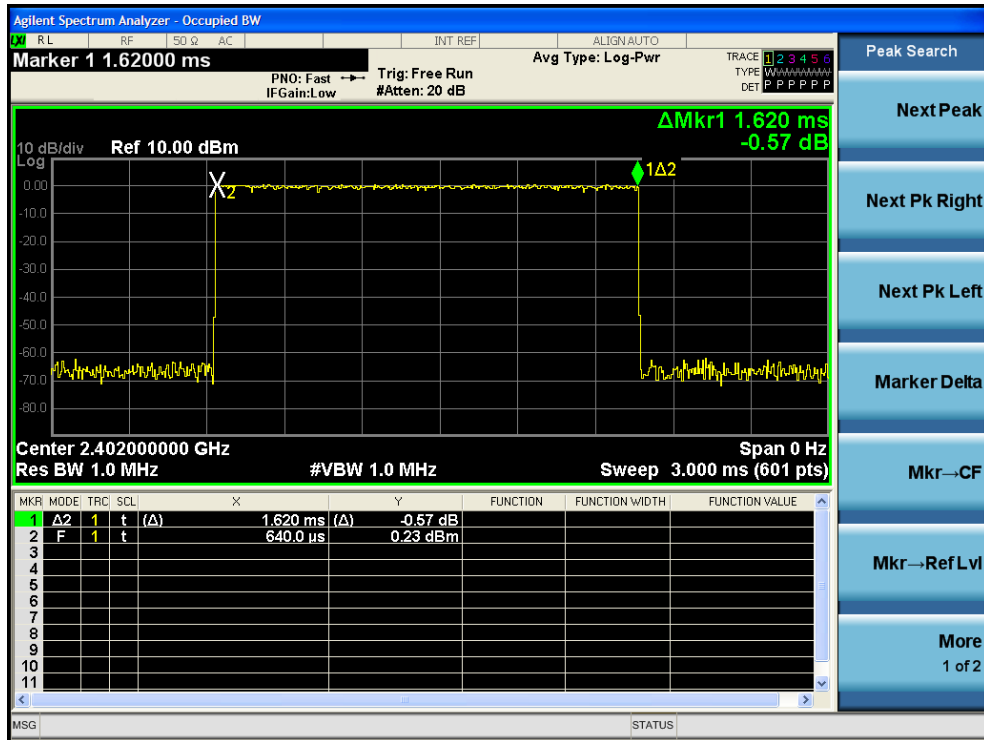 Agilent Spectrum Analyzer - Occupied BW
LXI RL RF 50 Ω AC INT REF ALIGN AUTO
Marker 1 1.62000 ms
PNO: Fast
IFGain:Low
Trig: Free Run
#Atten: 20 dB
Avg Type: Log-Pwr
TRACE 1 2 3 4 5 6
TYPE WWWWWW
DET P P P P P P
ΔMkr1 1.620 ms
-0.57 dB
10 dB/div Ref 10.00 dBm
Log
0.00
-10.0
-20.0
-30.0
-40.0
-50.0
-60.0
-70.0
-80.0
X2
1Δ2
Center 2.402000000 GHz Span 0 Hz
Res BW 1.0 MHz #VBW 1.0 MHz Sweep 3.000 ms (601 pts)
MKR MODE TRC SCL X Y FUNCTION FUNCTION WIDTH FUNCTION VALUE
1 Δ2 1 t (Δ) 1.620 ms (Δ) -0.57 dB
2 F 1 t 640.0 µs 0.23 dBm
3
4
5
6
7
8
9
10
11
MSG STATUS
Peak Search
Next Peak
Next Pk Right
Next Pk Left
Marker Delta
Mkr→CF
Mkr→Ref Lvl
More
1 of 2